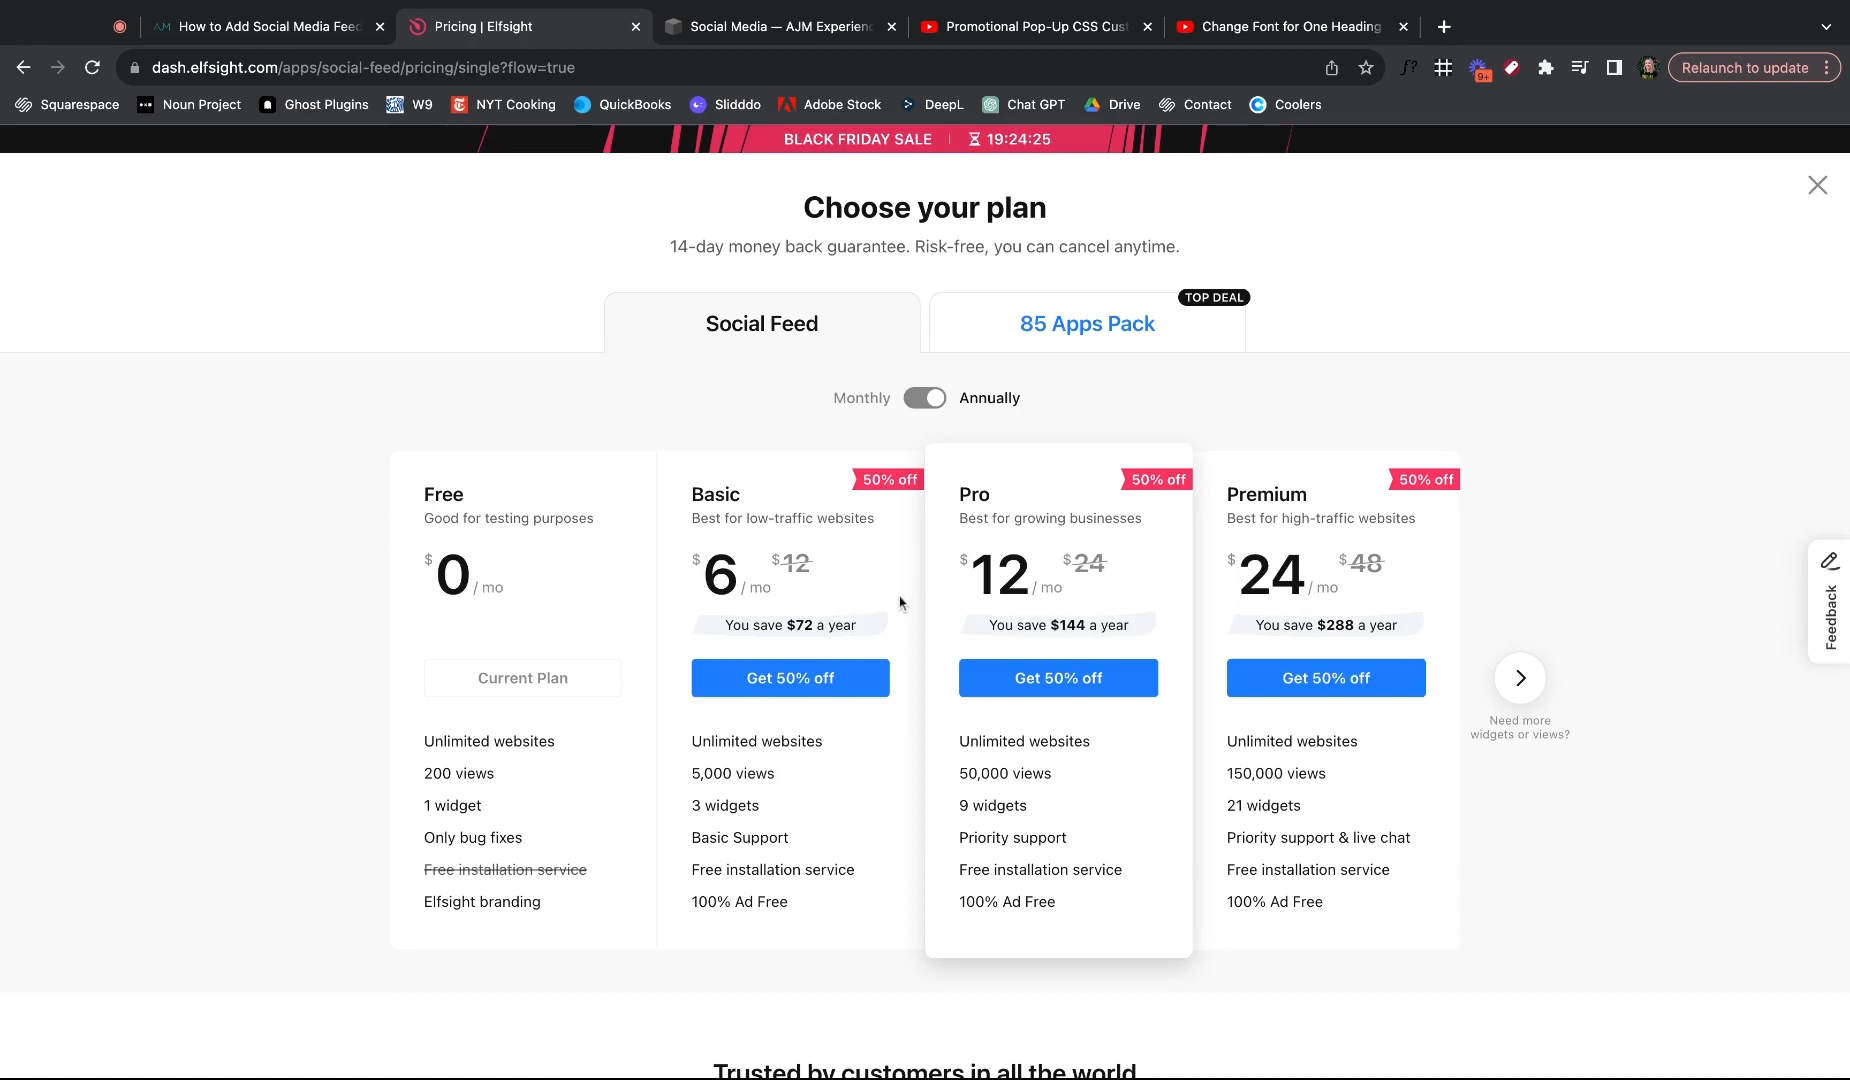 How to Add Social Media Feed
Pricing | Elfsight
Social Media — AJM Experienc
Promotional Pop-Up CSS Cust
Change Font for One Heading
dash.elfsight.com/apps/social-feed/pricing/single?flow=true
f?
9+
Relaunch to update
Squarespace
Noun Project
Ghost Plugins
W9
NYT Cooking
QuickBooks
Slidddo
Adobe Stock
DeepL
Chat GPT
Drive
Contact
Coolers
BLACK FRIDAY SALE | 19:24:25
Choose your plan
14-day money back guarantee. Risk-free, you can cancel anytime.
Social Feed
TOP DEAL
85 Apps Pack
Monthly
Annually
Free
Good for testing purposes
$0 / mo
Current Plan
Unlimited websites
200 views
1 widget
Only bug fixes
Free installation service
Elfsight branding
50% off
Basic
Best for low-traffic websites
$6 / mo $12
You save $72 a year
Get 50% off
Unlimited websites
5,000 views
3 widgets
Basic Support
Free installation service
100% Ad Free
50% off
Pro
Best for growing businesses
$12 / mo $24
You save $144 a year
Get 50% off
Unlimited websites
50,000 views
9 widgets
Priority support
Free installation service
100% Ad Free
50% off
Premium
Best for high-traffic websites
$24 / mo $48
You save $288 a year
Get 50% off
Unlimited websites
150,000 views
21 widgets
Priority support & live chat
Free installation service
100% Ad Free
Need more
widgets or views?
Feedback
Trusted by customers in all the world